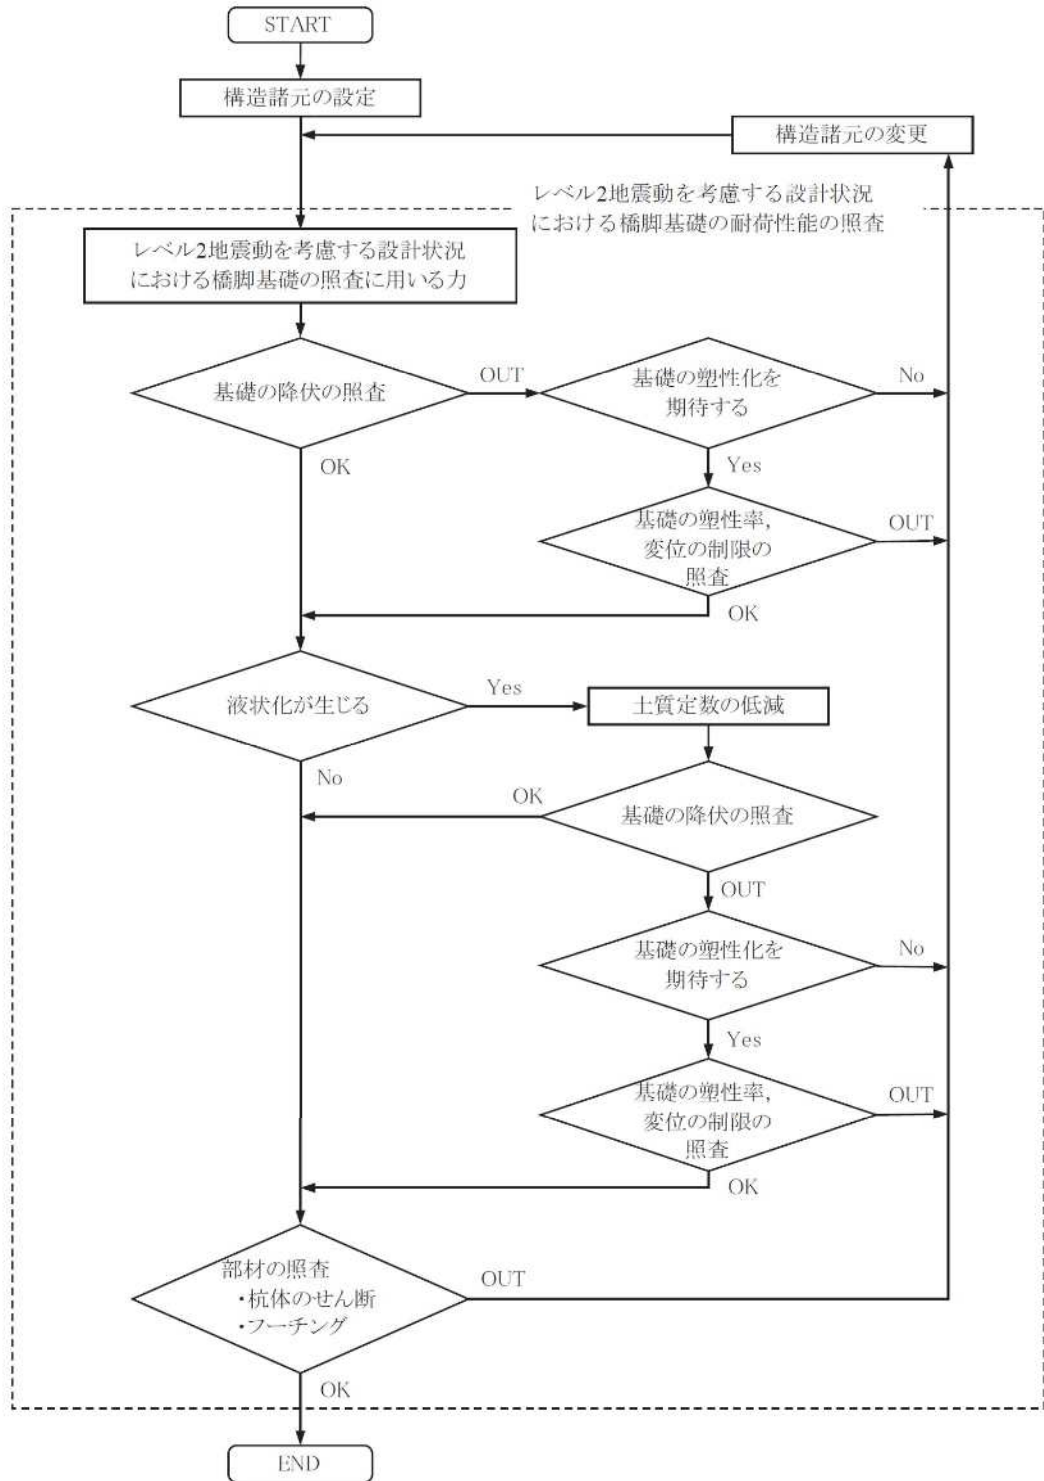 START
構造諸元の設定
構造諸元の変更
レベル2地震動を考慮する設計状況
における橋脚基礎の耐荷性能の照査
レベル2地震動を考慮する設計状況
における橋脚基礎の照査に用いる力
基礎の降伏の照査
OUT
基礎の塑性化を
期待する
No
OK
Yes
基礎の塑性率,
変位の制限の
照査
OUT
OK
液状化が生じる
Yes
土質定数の低減
No
OK
基礎の降伏の照査
OUT
基礎の塑性化を
期待する
No
Yes
基礎の塑性率,
変位の制限の
照査
OUT
OK
部材の照査
・杭体のせん断
・フーチング
OUT
OK
END